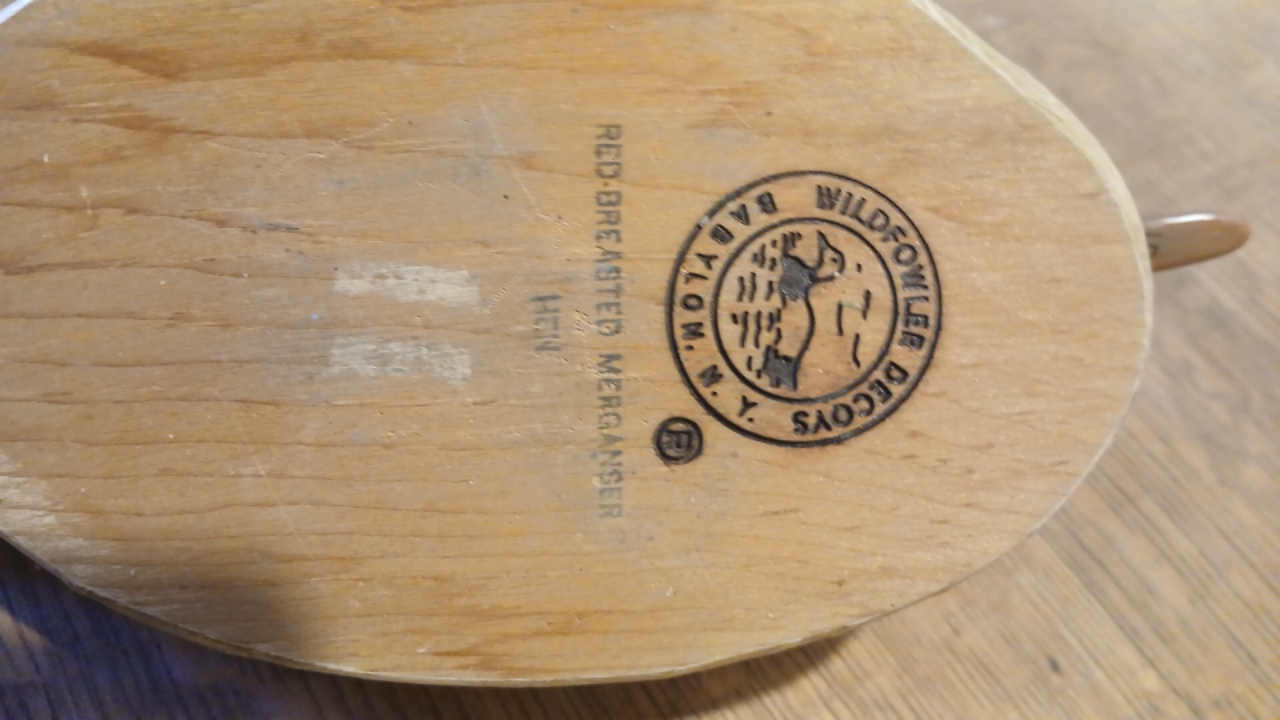 WILDFOWLER DECOYS
BABYLON, N.Y.
®
RED-BREASTED MERGANSER
HEN